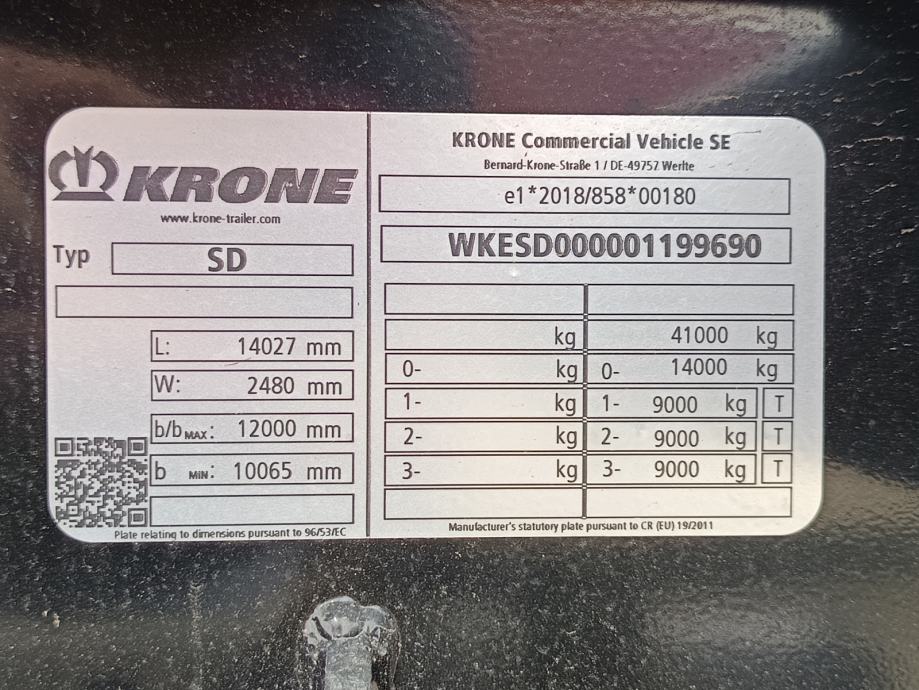 KRONE
www.krone-trailer.com
Typ SD
L: 14027 mm
W: 2480 mm
b/b MAX: 12000 mm
b MIN: 10065 mm
Plate relating to dimensions pursuant to 96/53/EC
KRONE Commercial Vehicle SE
Bernard-Krone-Straße 1 / DE-49757 Werlte
e1*2018/858*00180
WKESD000001199690
kg 41000 kg
0- kg 0- 14000 kg
1- kg 1- 9000 kg T
2- kg 2- 9000 kg T
3- kg 3- 9000 kg T
Manufacturer's statutory plate pursuant to CR (EU) 19/2011